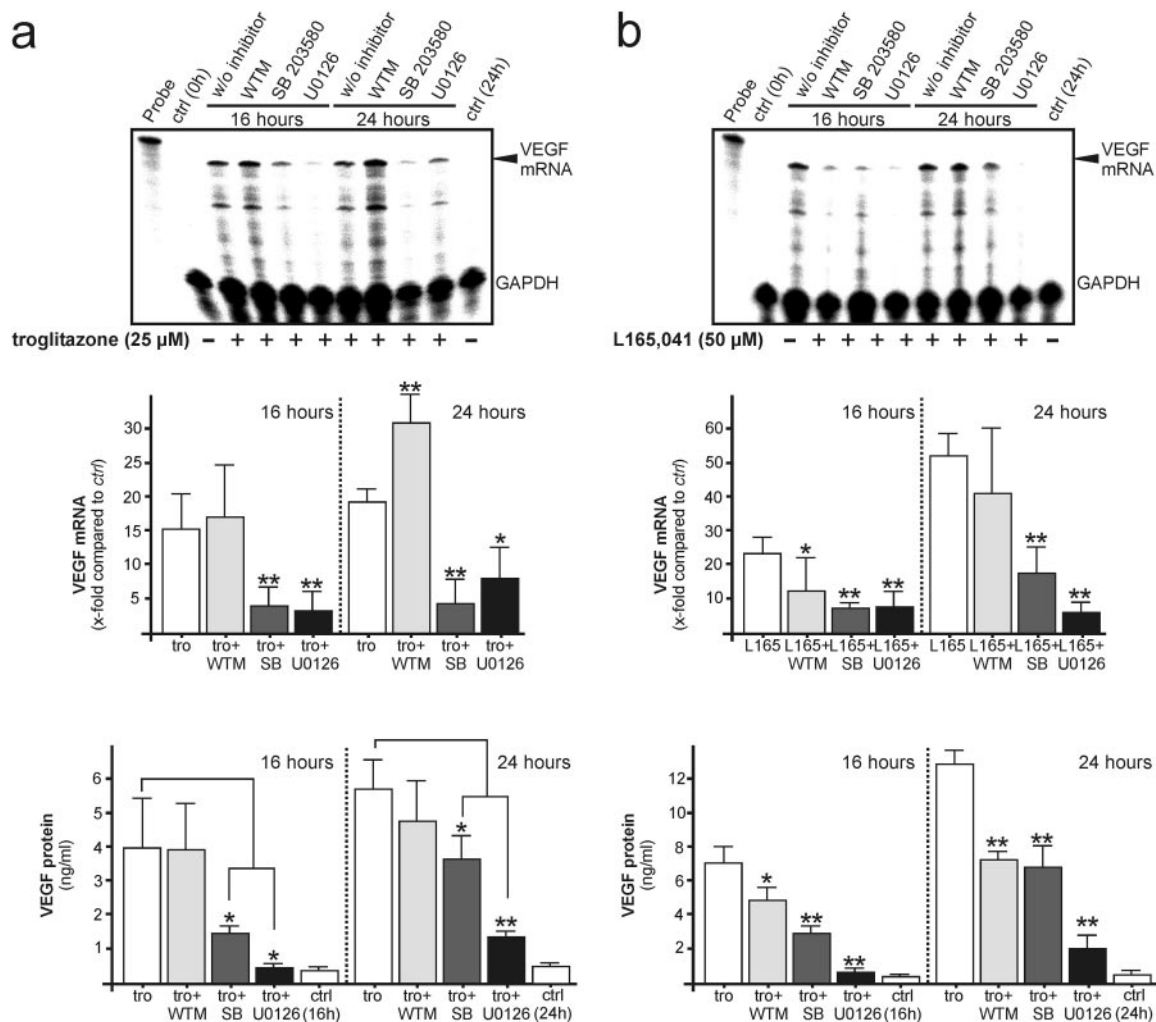 a
Probe
ctrl (0h)
w/o inhibitor
WTM
SB 203580
U0126
w/o inhibitor
WTM
SB 203580
U0126
ctrl (24h)
16 hours
24 hours
VEGF
mRNA
GAPDH
troglitazone (25 µM) − + + + + + + + + −
16 hours
24 hours
VEGF mRNA
(x-fold compared to ctrl)
30
25
20
15
10
5
** ** ** ** *
tro tro+ tro+ tro+ tro tro+ tro+ tro+
WTM SB U0126 WTM SB U0126
16 hours
24 hours
VEGF protein
(ng/ml)
6
5
4
3
2
1
* * * **
tro tro+ tro+ tro+ ctrl tro tro+ tro+ tro+ ctrl
WTM SB U0126 (16h) WTM SB U0126 (24h)
b
Probe
ctrl (0h)
w/o inhibitor
WTM
SB 203580
U0126
w/o inhibitor
WTM
SB 203580
U0126
ctrl (24h)
16 hours
24 hours
VEGF
mRNA
GAPDH
L165,041 (50 µM) − + + + + + + + + −
16 hours
24 hours
VEGF mRNA
(x-fold compared to ctrl)
60
50
40
30
20
10
* ** ** ** **
L165 L165+ L165+ L165+ L165 L165+ L165+ L165+
WTM SB U0126 WTM SB U0126
16 hours
24 hours
VEGF protein
(ng/ml)
12
10
8
6
4
2
* ** ** ** ** **
tro tro+ tro+ tro+ ctrl tro tro+ tro+ tro+ ctrl
WTM SB U0126 (16h) WTM SB U0126 (24h)